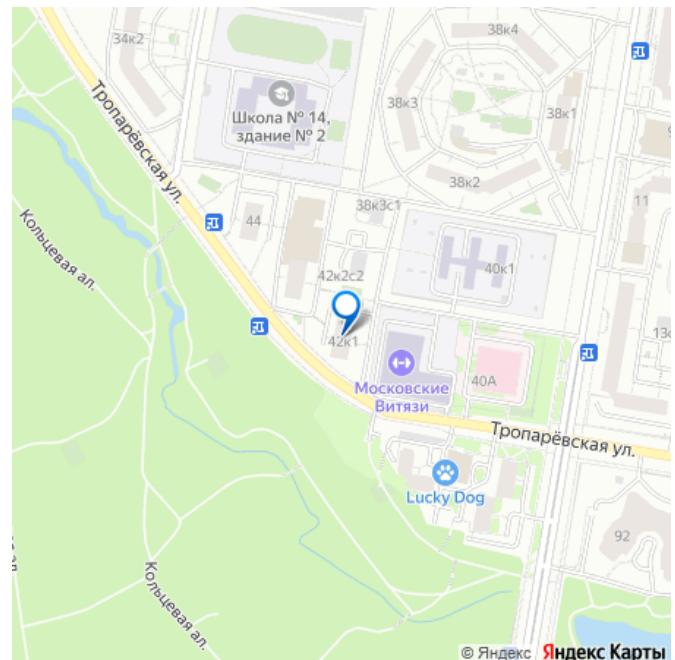 34к2
38к4
Школа № 14,
здание № 2
38к3
38к1
Тропарёвская ул.
38к2
38к3с1
11
44
Кольцевая ал.
42к2с2
40к1
42к1
Московские
Витязи
40А
Тропарёвская ул.
Lucky Dog
92
Кольцевая ал.
© Яндекс Яндекс Карты